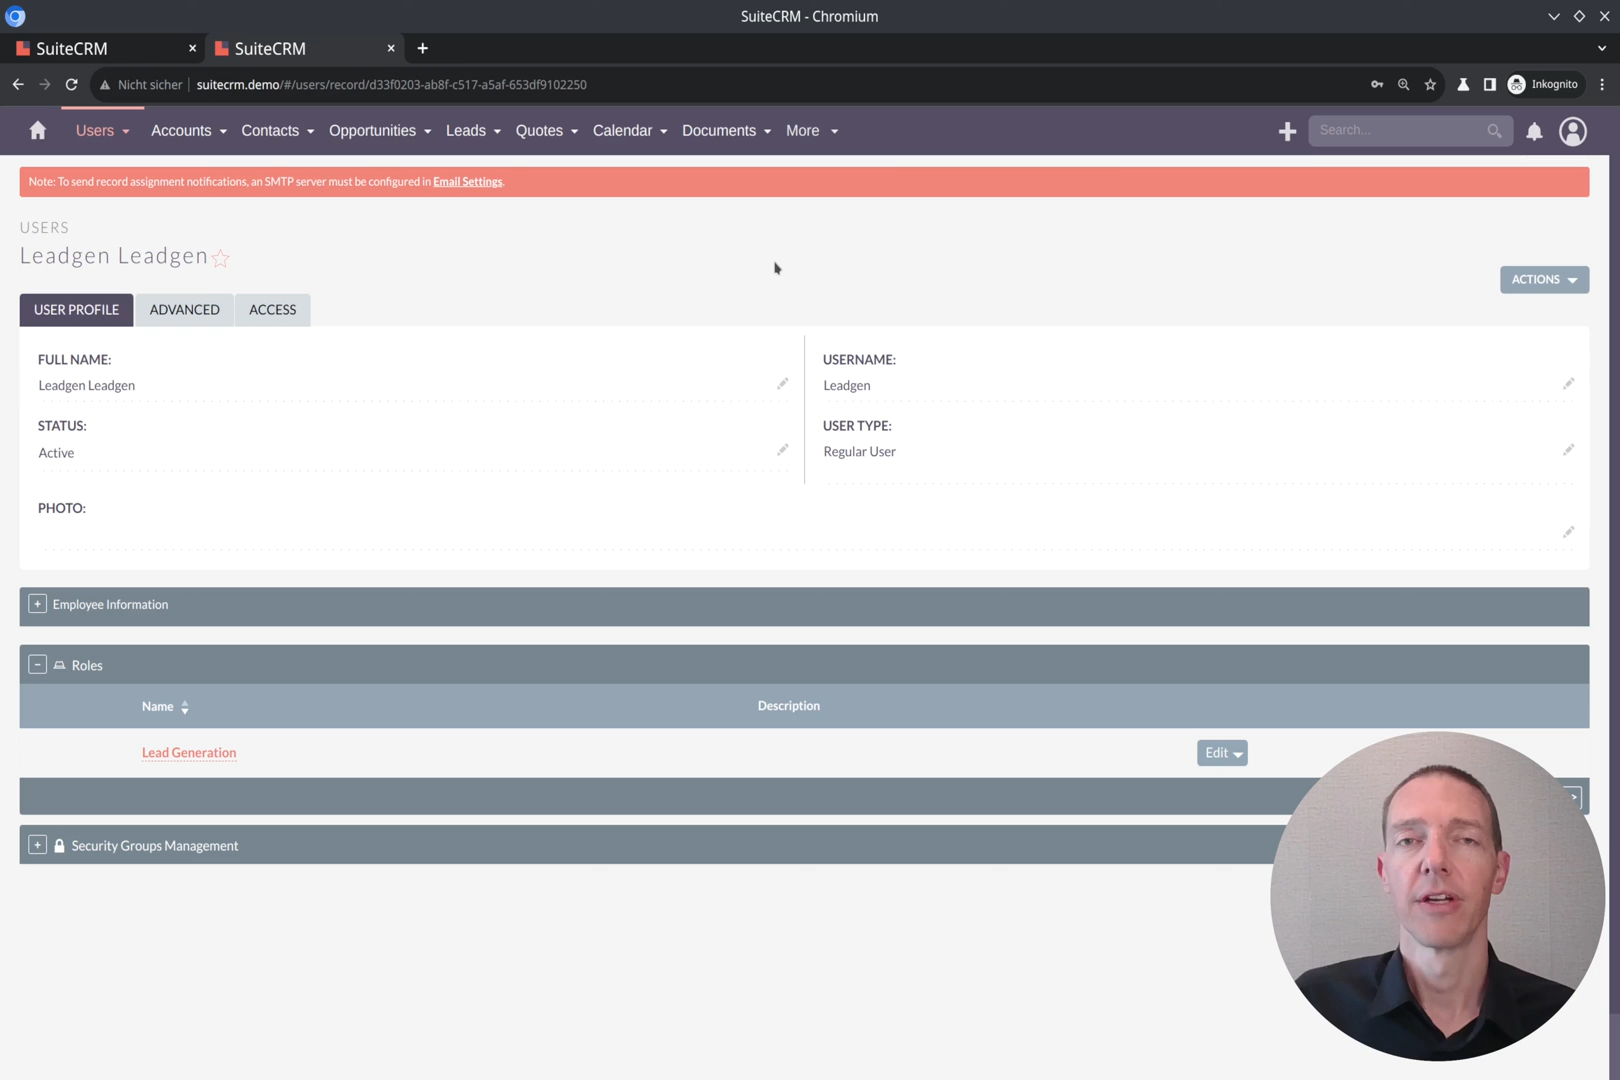 SuiteCRM - Chromium
SuiteCRM
SuiteCRM
Nicht sicher
suitecrm.demo/#/users/record/d33f0203-ab8f-c517-a5af-653df9102250
Inkognito
Users Accounts Contacts Opportunities Leads Quotes Calendar Documents More
Search...
Note: To send record assignment notifications, an SMTP server must be configured in Email Settings.
USERS
Leadgen Leadgen
ACTIONS
USER PROFILE ADVANCED ACCESS
FULL NAME:
Leadgen Leadgen
USERNAME:
Leadgen
STATUS:
Active
USER TYPE:
Regular User
PHOTO:
Employee Information
Roles
Name Description
Lead Generation Edit
Security Groups Management